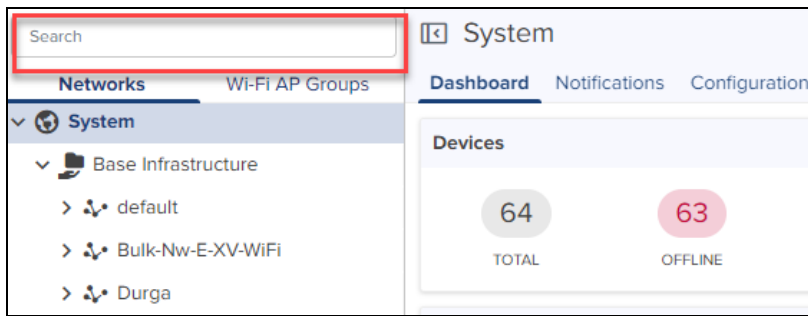 Search
Networks Wi-Fi AP Groups
System
Base Infrastructure
default
Bulk-Nw-E-XV-WiFi
Durga
System
Dashboard Notifications Configuration
Devices
64 63
TOTAL OFFLINE